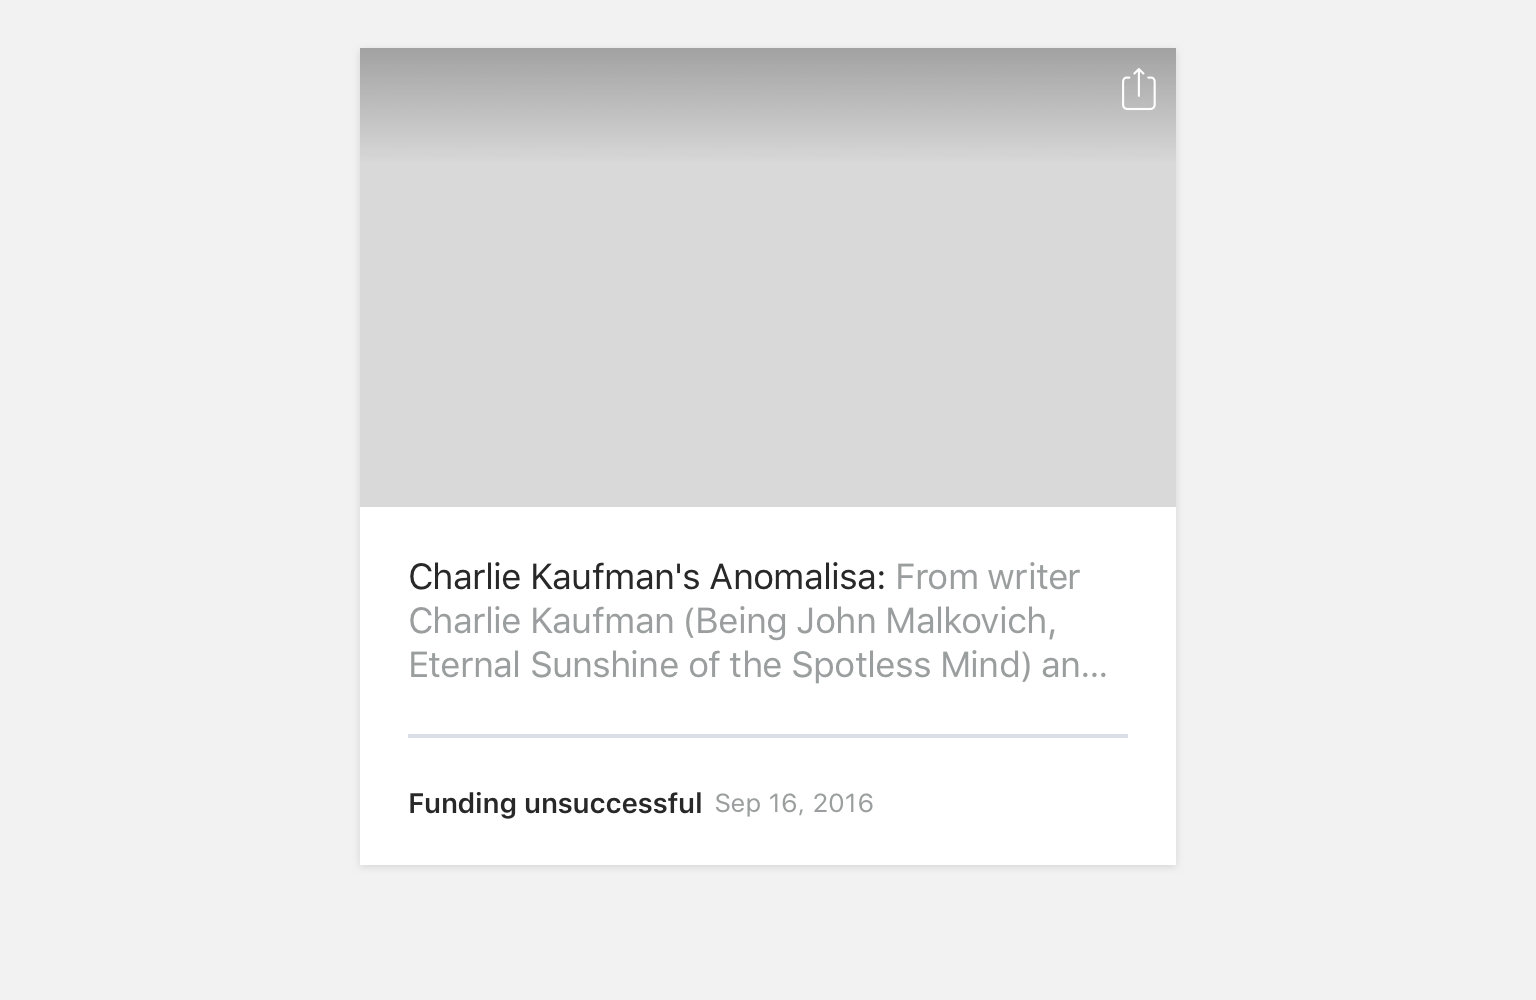 Charlie Kaufman's Anomalisa: From writer
Charlie Kaufman (Being John Malkovich,
Eternal Sunshine of the Spotless Mind) an...
Funding unsuccessful Sep 16, 2016